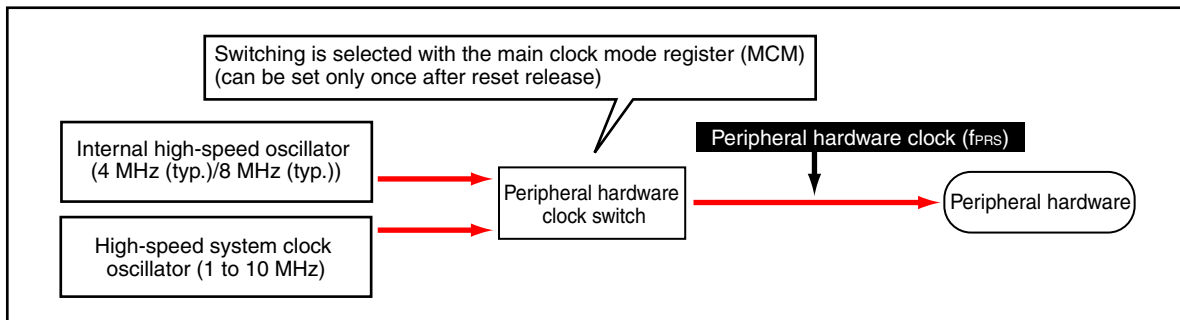 Switching is selected with the main clock mode register (MCM)
(can be set only once after reset release)
Internal high-speed oscillator
(4 MHz (typ.)/8 MHz (typ.))
High-speed system clock
oscillator (1 to 10 MHz)
Peripheral hardware
clock switch
Peripheral hardware clock (fPRS)
Peripheral hardware